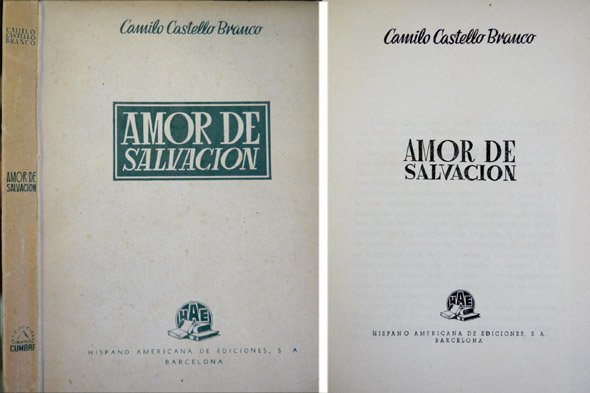 CAMILO
CASTELLO
BRANCO
AMOR DE
SALVACION
CUMBRE
Camilo Castello Branco
AMOR DE
SALVACION
HAE
HISPANO AMERICANA DE EDICIONES, S. A.
BARCELONA
Camilo Castello Branco
AMOR DE
SALVACION
HAE
HISPANO AMERICANA DE EDICIONES, S. A.
BARCELONA